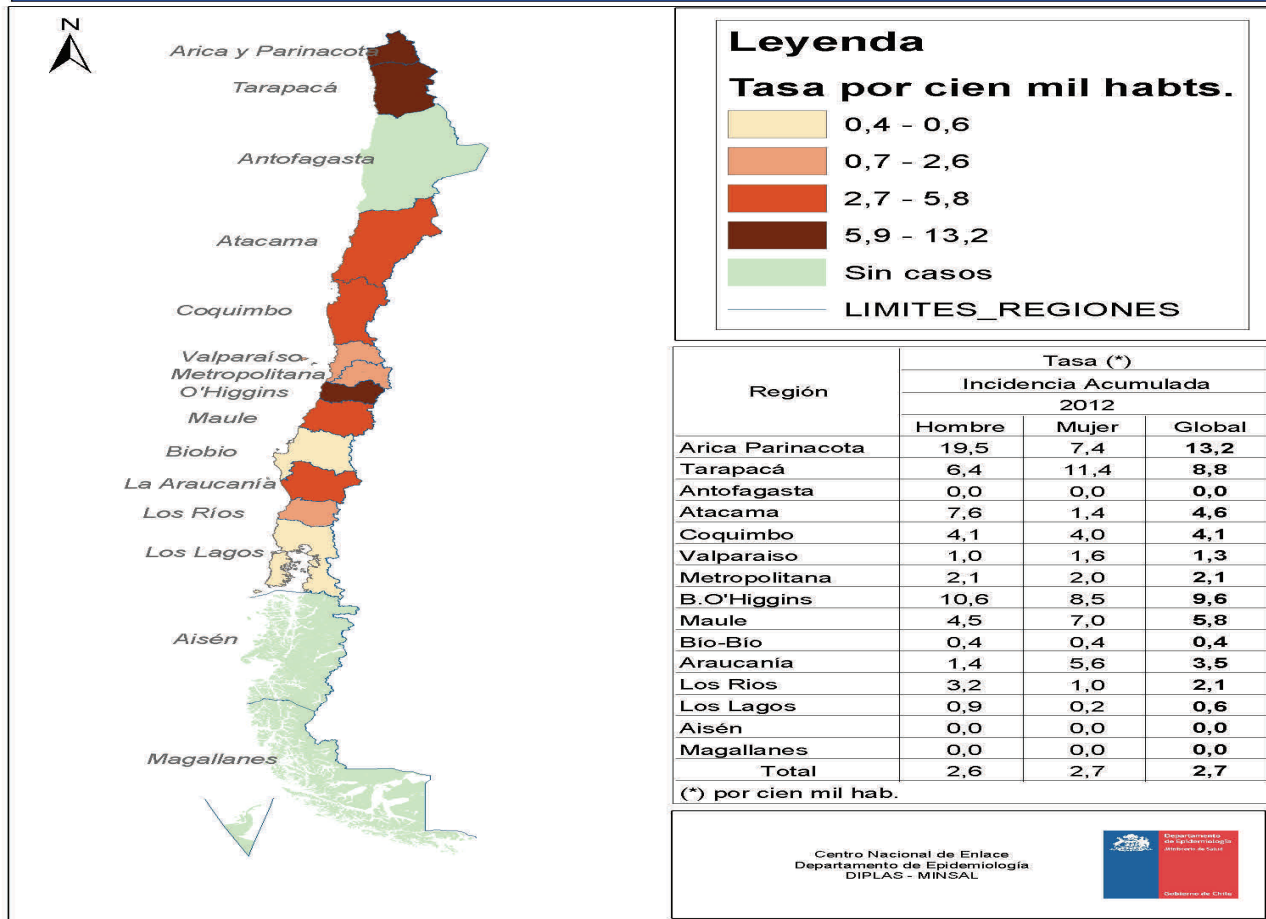 N
Arica y Parinacota
Tarapacá
Antofagasta
Atacama
Coquimbo
Valparaíso
Metropolitana
O'Higgins
Maule
Biobio
La Araucanía
Los Ríos
Los Lagos
Aisén
Magallanes
Leyenda
Tasa por cien mil habts.
0,4 - 0,6
0,7 - 2,6
2,7 - 5,8
5,9 - 13,2
Sin casos
LIMITES_REGIONES
Región Tasa (*)
Incidencia Acumulada
2012
Hombre Mujer Global
Arica Parinacota 19,5 7,4 13,2
Tarapacá 6,4 11,4 8,8
Antofagasta 0,0 0,0 0,0
Atacama 7,6 1,4 4,6
Coquimbo 4,1 4,0 4,1
Valparaiso 1,0 1,6 1,3
Metropolitana 2,1 2,0 2,1
B.O'Higgins 10,6 8,5 9,6
Maule 4,5 7,0 5,8
Bío-Bío 0,4 0,4 0,4
Araucanía 1,4 5,6 3,5
Los Rios 3,2 1,0 2,1
Los Lagos 0,9 0,2 0,6
Aisén 0,0 0,0 0,0
Magallanes 0,0 0,0 0,0
Total 2,6 2,7 2,7
(*) por cien mil hab.
Centro Nacional de Enlace
Departamento de Epidemiología
DIPLAS - MINSAL
Departamento
de Epidemiología
Ministerio de Salud
Gobierno de Chile